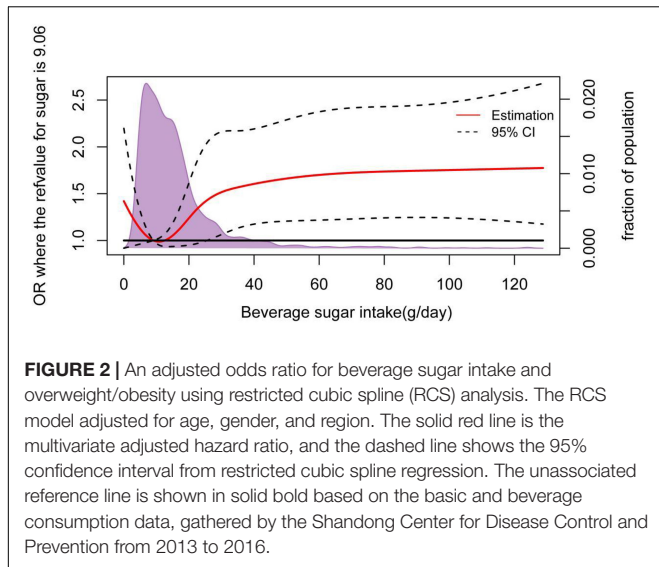 OR where the refvalue for sugar is 9.06
2.5
2.0
1.5
1.0
Estimation
95% CI
0.020
0.010
0.000
fraction of population
0 20 40 60 80 100 120
Beverage sugar intake(g/day)
FIGURE 2 | An adjusted odds ratio for beverage sugar intake and
overweight/obesity using restricted cubic spline (RCS) analysis. The RCS
model adjusted for age, gender, and region. The solid red line is the
multivariate adjusted hazard ratio, and the dashed line shows the 95%
confidence interval from restricted cubic spline regression. The unassociated
reference line is shown in solid bold based on the basic and beverage
consumption data, gathered by the Shandong Center for Disease Control and
Prevention from 2013 to 2016.